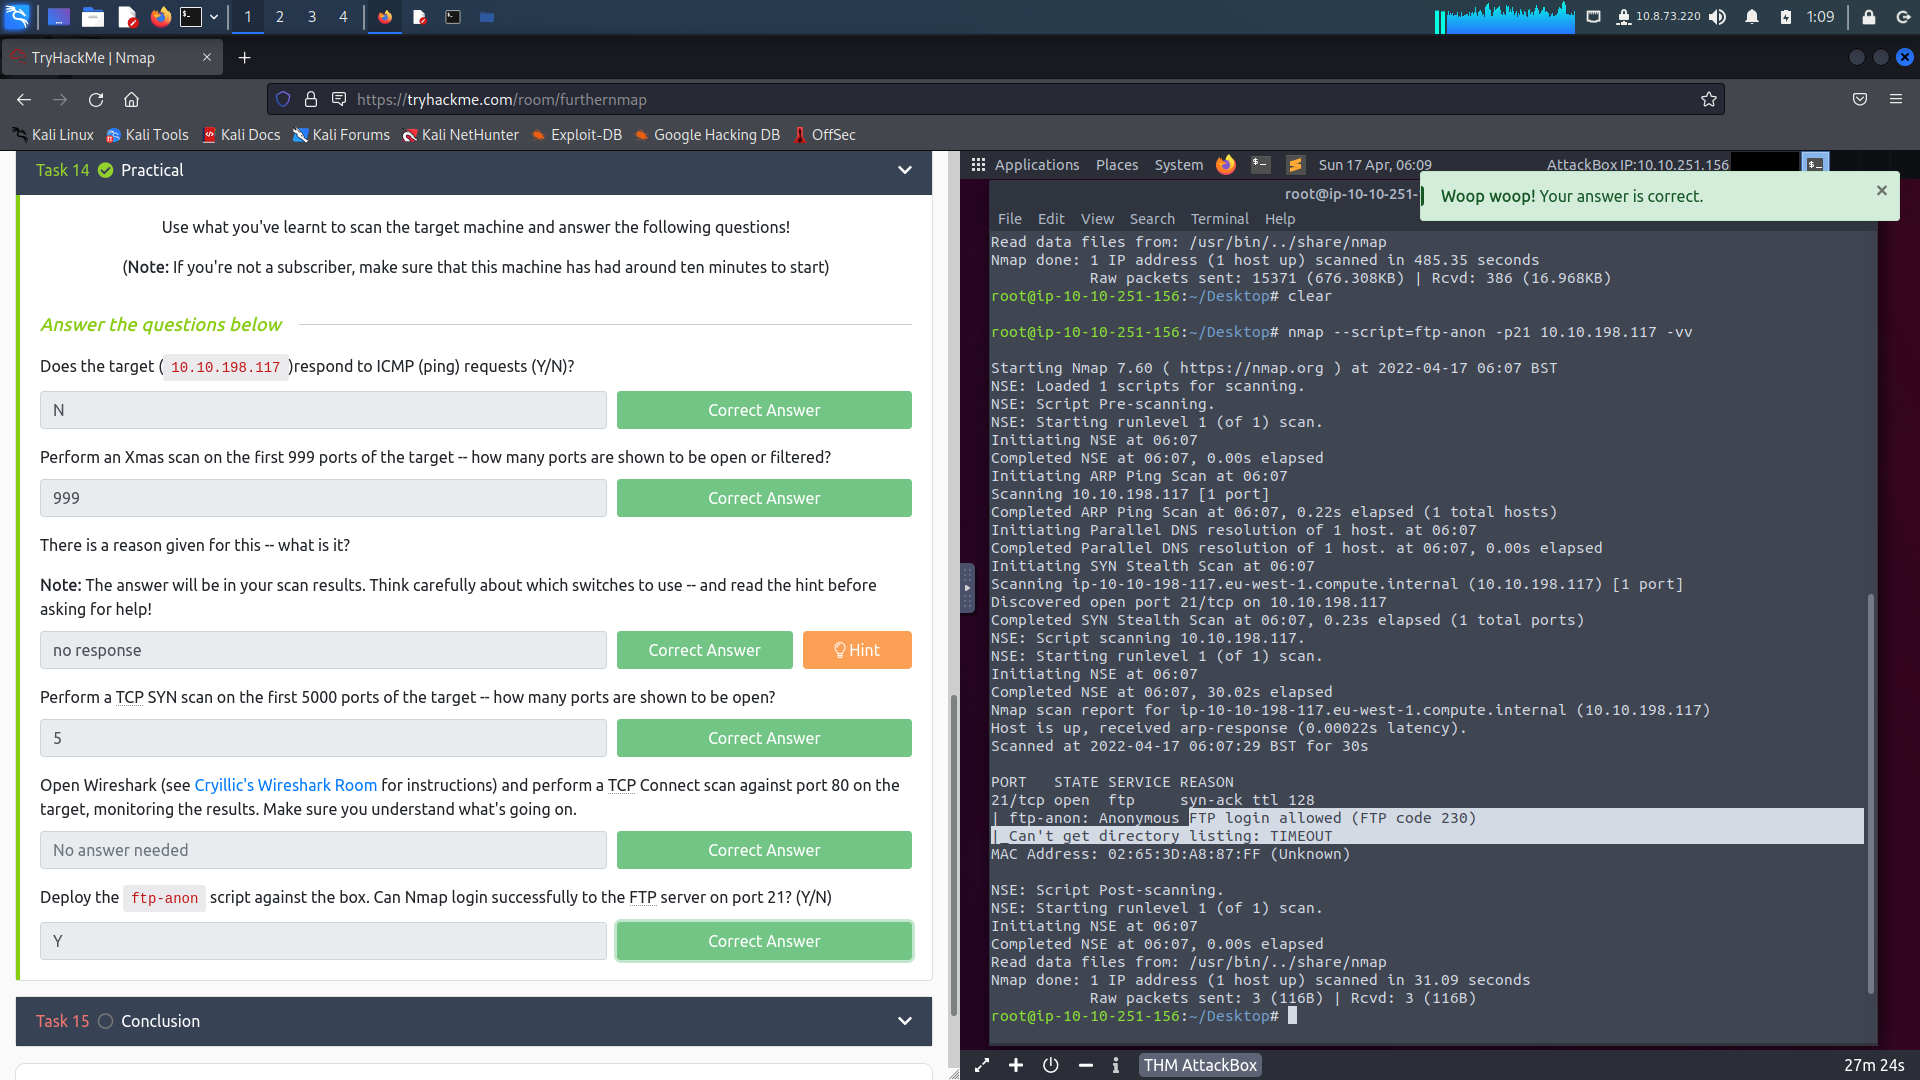 1
2
3
4
10.8.73.220
1:09
TryHackMe | Nmap
https://tryhackme.com/room/furthernmap
Kali Linux
Kali Tools
Kali Docs
Kali Forums
Kali NetHunter
Exploit-DB
Google Hacking DB
OffSec
Task 14 Practical
Use what you've learnt to scan the target machine and answer the following questions!
(Note: If you're not a subscriber, make sure that this machine has had around ten minutes to start)
Answer the questions below
Does the target ( 10.10.198.117 )respond to ICMP (ping) requests (Y/N)?
N
Correct Answer
Perform an Xmas scan on the first 999 ports of the target -- how many ports are shown to be open or filtered?
999
Correct Answer
There is a reason given for this -- what is it?
Note: The answer will be in your scan results. Think carefully about which switches to use -- and read the hint before
asking for help!
no response
Correct Answer
Hint
Perform a TCP SYN scan on the first 5000 ports of the target -- how many ports are shown to be open?
5
Correct Answer
Open Wireshark (see Cryillic's Wireshark Room for instructions) and perform a TCP Connect scan against port 80 on the
target, monitoring the results. Make sure you understand what's going on.
No answer needed
Correct Answer
Deploy the ftp-anon script against the box. Can Nmap login successfully to the FTP server on port 21? (Y/N)
Y
Correct Answer
Task 15 Conclusion
Applications Places System Sun 17 Apr, 06:09 AttackBox IP:10.10.251.156
Woop woop! Your answer is correct.
root@ip-10-10-251-
File Edit View Search Terminal Help
Read data files from: /usr/bin/../share/nmap
Nmap done: 1 IP address (1 host up) scanned in 485.35 seconds
Raw packets sent: 15371 (676.308KB) | Rcvd: 386 (16.968KB)
root@ip-10-10-251-156:~/Desktop# clear
root@ip-10-10-251-156:~/Desktop# nmap --script=ftp-anon -p21 10.10.198.117 -vv
Starting Nmap 7.60 ( https://nmap.org ) at 2022-04-17 06:07 BST
NSE: Loaded 1 scripts for scanning.
NSE: Script Pre-scanning.
NSE: Starting runlevel 1 (of 1) scan.
Initiating NSE at 06:07
Completed NSE at 06:07, 0.00s elapsed
Initiating ARP Ping Scan at 06:07
Scanning 10.10.198.117 [1 port]
Completed ARP Ping Scan at 06:07, 0.22s elapsed (1 total hosts)
Initiating Parallel DNS resolution of 1 host. at 06:07
Completed Parallel DNS resolution of 1 host. at 06:07, 0.00s elapsed
Initiating SYN Stealth Scan at 06:07
Scanning ip-10-10-198-117.eu-west-1.compute.internal (10.10.198.117) [1 port]
Discovered open port 21/tcp on 10.10.198.117
Completed SYN Stealth Scan at 06:07, 0.23s elapsed (1 total ports)
NSE: Script scanning 10.10.198.117.
NSE: Starting runlevel 1 (of 1) scan.
Initiating NSE at 06:07
Completed NSE at 06:07, 30.02s elapsed
Nmap scan report for ip-10-10-198-117.eu-west-1.compute.internal (10.10.198.117)
Host is up, received arp-response (0.00022s latency).
Scanned at 2022-04-17 06:07:29 BST for 30s
PORT STATE SERVICE REASON
21/tcp open ftp syn-ack ttl 128
| ftp-anon: Anonymous FTP login allowed (FTP code 230)
|_Can't get directory listing: TIMEOUT
MAC Address: 02:65:3D:A8:87:FF (Unknown)
NSE: Script Post-scanning.
NSE: Starting runlevel 1 (of 1) scan.
Initiating NSE at 06:07
Completed NSE at 06:07, 0.00s elapsed
Read data files from: /usr/bin/../share/nmap
Nmap done: 1 IP address (1 host up) scanned in 31.09 seconds
Raw packets sent: 3 (116B) | Rcvd: 3 (116B)
root@ip-10-10-251-156:~/Desktop#
THM AttackBox
27m 24s